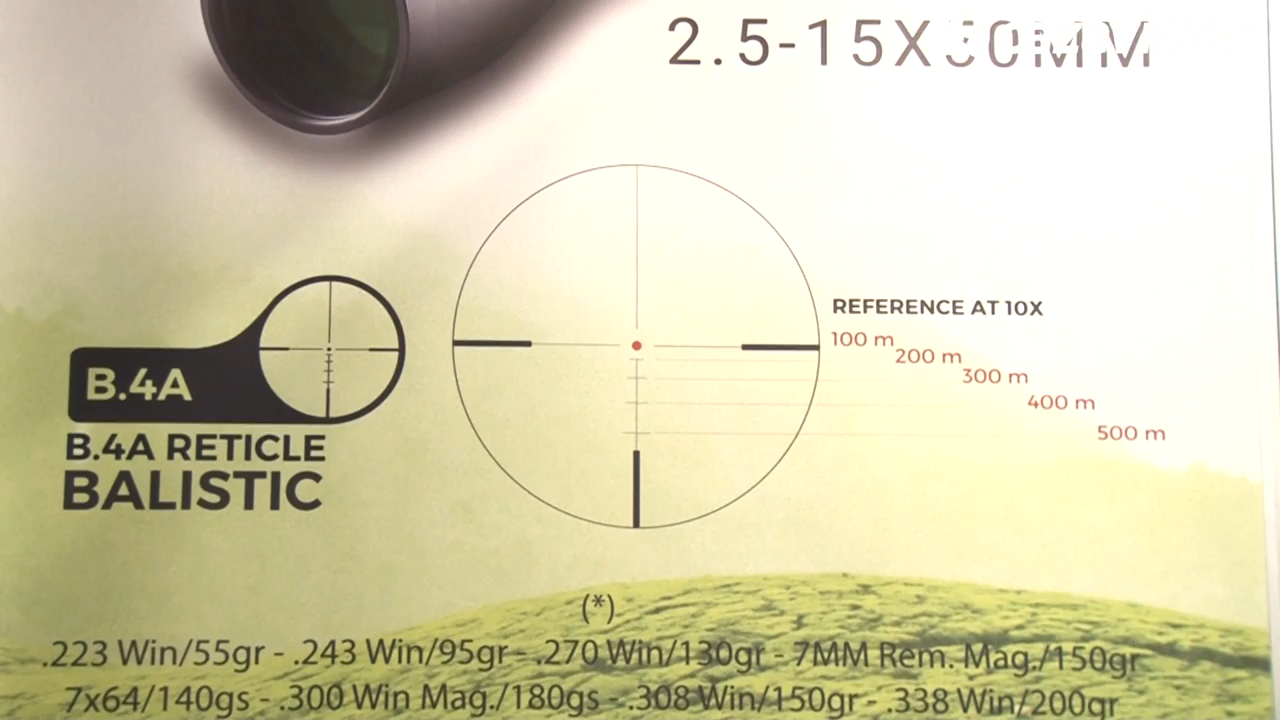 2.5-15X50MM
REFERENCE AT 10X
100 m
200 m
300 m
400 m
500 m
B.4A
B.4A RETICLE
BALISTIC
(*)
.223 Win/55gr - .243 Win/95gr - .270 Win/130gr - 7MM Rem. Mag./150gr
7x64/140gs - .300 Win Mag./180gs - .308 Win/150gr - .338 Win/200gr